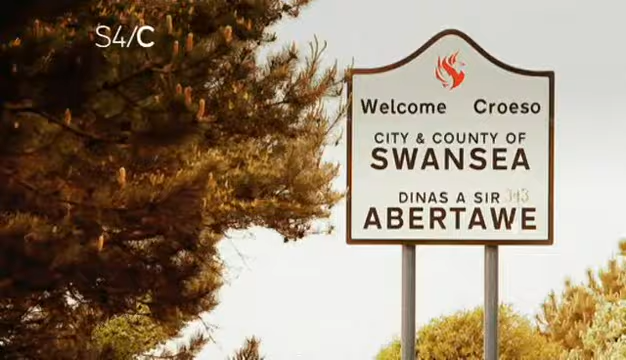 S4/C
Welcome Croeso
CITY & COUNTY OF
SWANSEA
DINAS A SIR
ABERTAWE